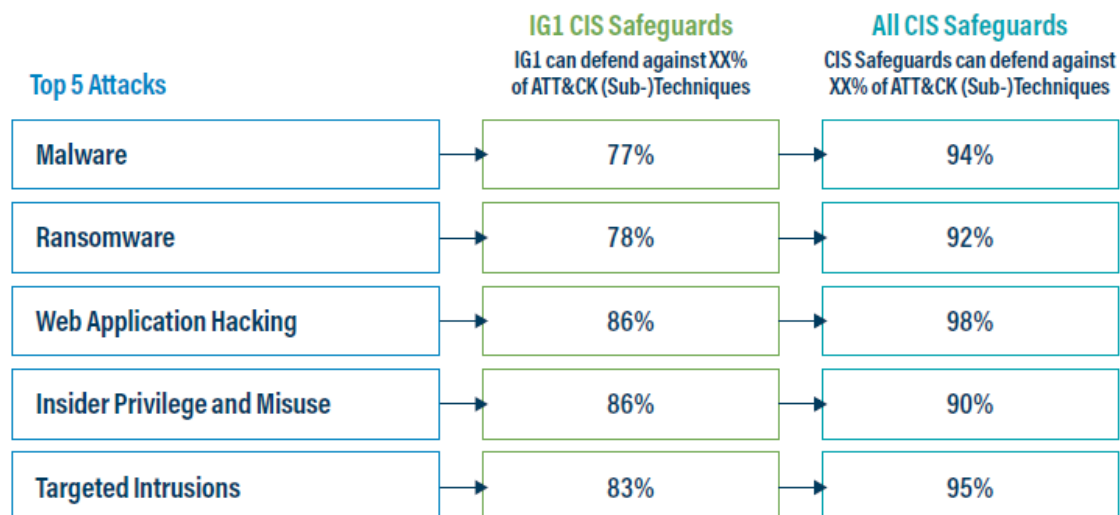 IG1 CIS Safeguards
All CIS Safeguards
IG1 can defend against XX%
of ATT&CK (Sub-)Techniques
CIS Safeguards can defend against
XX% of ATT&CK (Sub-)Techniques
Top 5 Attacks
Malware
77%
94%
Ransomware
78%
92%
Web Application Hacking
86%
98%
Insider Privilege and Misuse
86%
90%
Targeted Intrusions
83%
95%